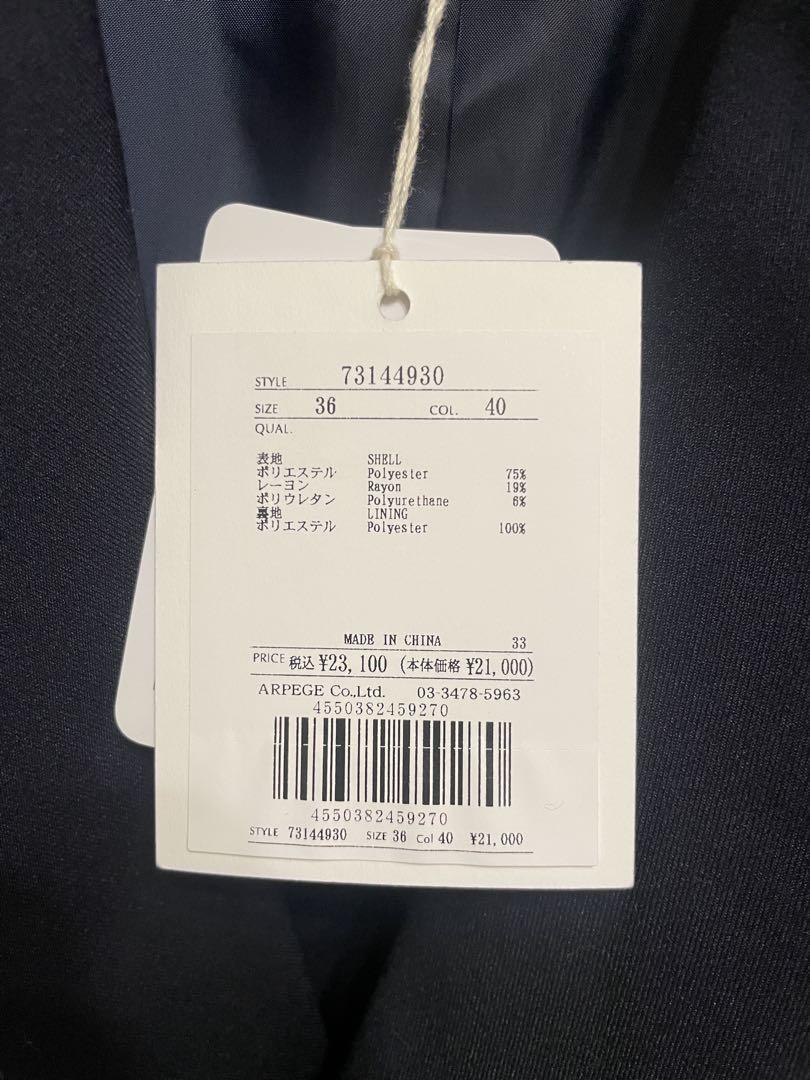 STYLE 73144930
SIZE 36 COL. 40
QUAL.
表地 SHELL
ポリエステル Polyester 75%
レーヨン Rayon 19%
ポリウレタン Polyurethane 6%
裏地 LINING
ポリエステル Polyester 100%
MADE IN CHINA 33
PRICE 税込 ¥23,100 (本体価格 ¥21,000)
ARPEGE Co.,Ltd. 03-3478-5963
4550382459270
4550382459270
STYLE 73144930 SIZE 36 Col 40 ¥21,000